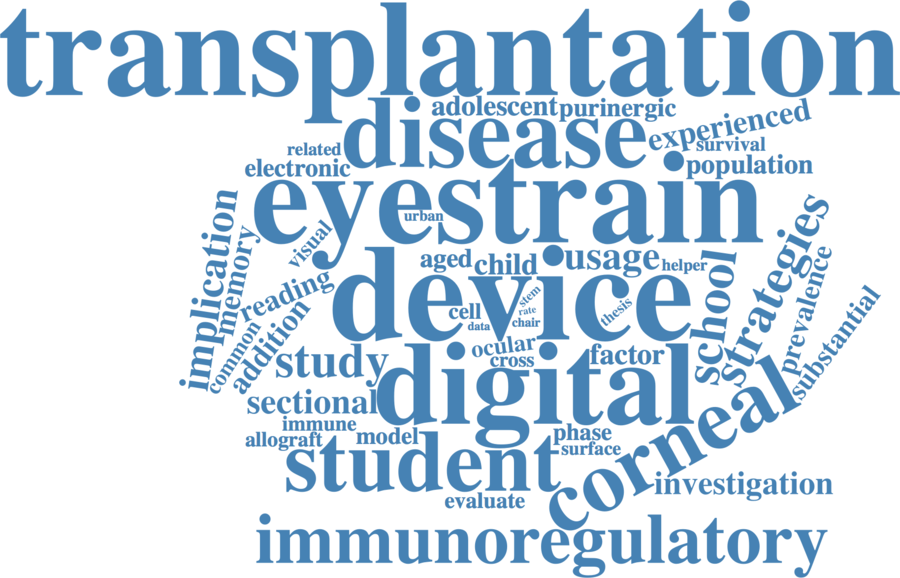 transplantation
adolescent
purinergic
disease
experienced
survival
related
electronic
population
eyestrain
urban
implication
memory
visual
aged
child
usage
helper
strategies
school
prevalence
substantial
reading
device
stem
cell
rate
data
chair
thesis
common
addition
ocular
cross
factor
study
digital
sectional
corneal
immune
allograft
model
phase
surface
student
investigation
evaluate
immunoregulatory